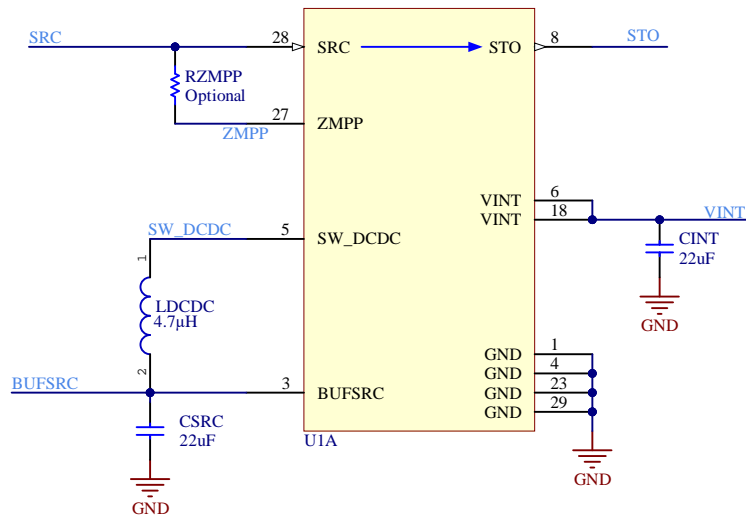 SRC
28
SRC
STO
8
STO
RZMPP
Optional
27
ZMPP
ZMPP
VINT
6
VINT
18
VINT
SW_DCDC
5
SW_DCDC
CINT
22uF
1
LDCDC
4.7µH
GND
2
GND
1
GND
4
GND
23
GND
29
BUFSRC
3
BUFSRC
CSRC
22uF
U1A
GND
GND